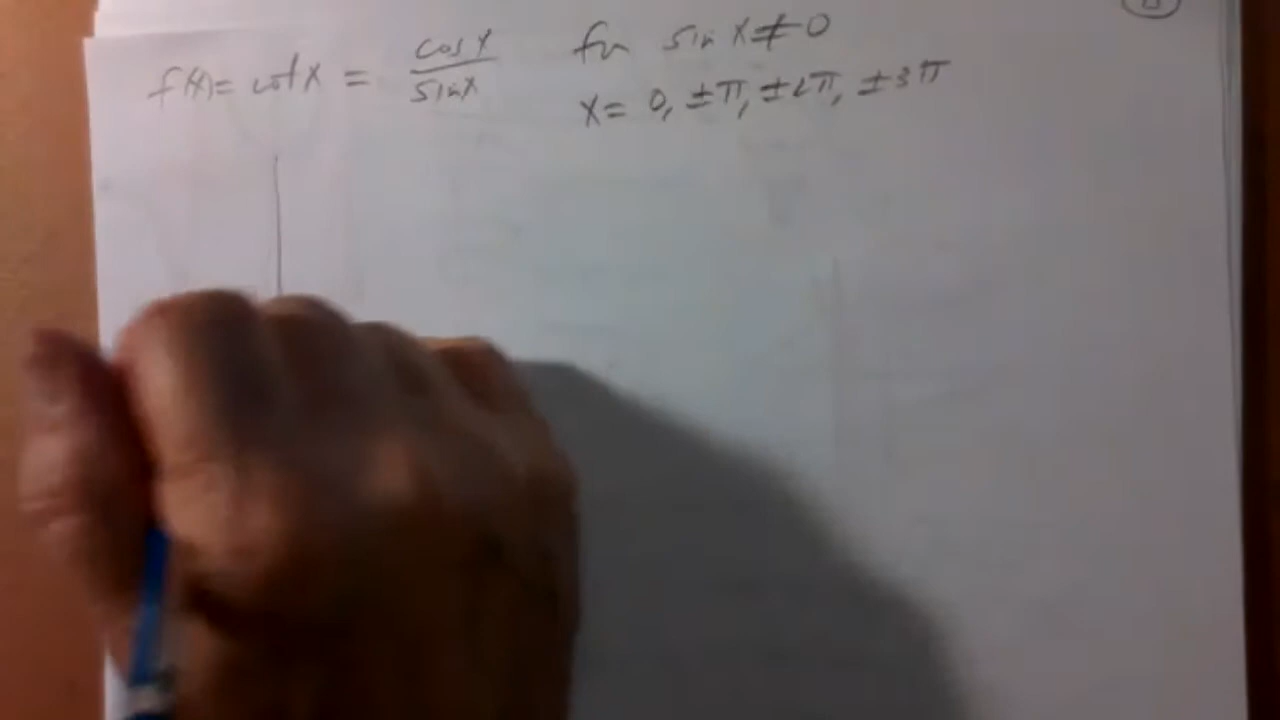 f(x) = cot x = cos x / sin x for sin x ≠ 0
x = 0, ±π, ±2π, ±3π